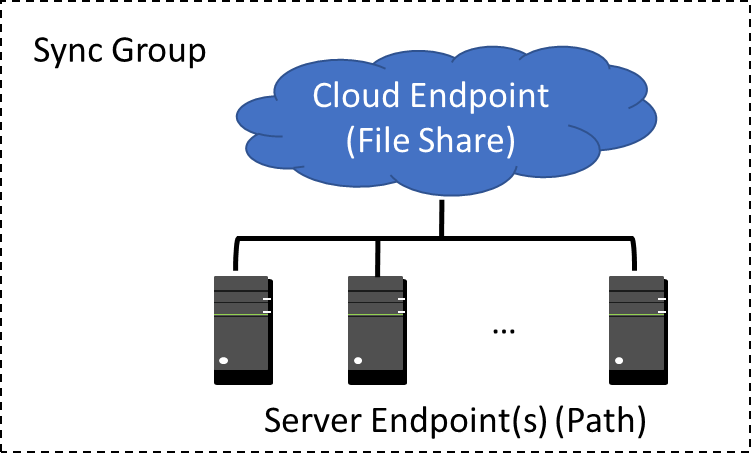 Sync Group
Cloud Endpoint
(File Share)
...
Server Endpoint(s) (Path)